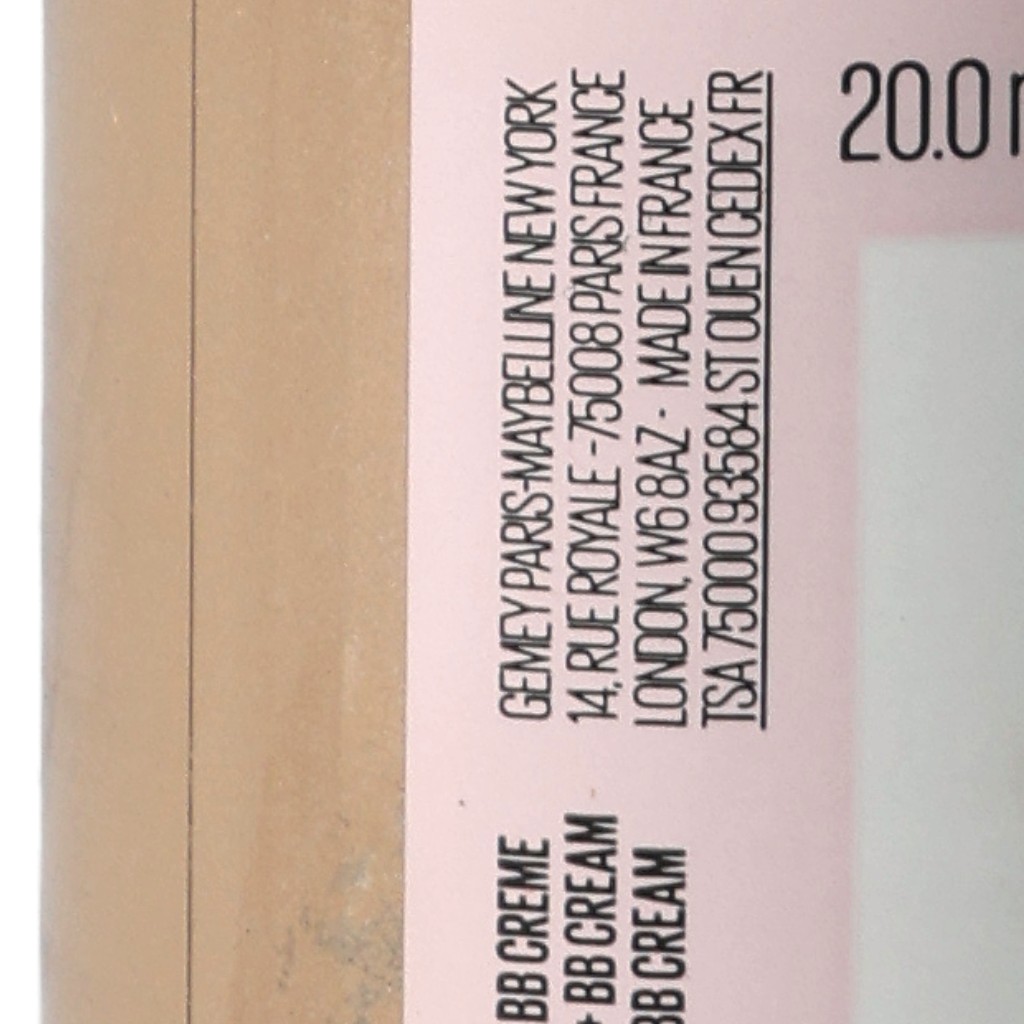 GEMEY PARIS-MAYBELLINE NEW YORK
14, RUE ROYALE - 75008 PARIS FRANCE
LONDON, W6 8AZ - MADE IN FRANCE
TSA 75000 93584 ST OUEN CEDEX FR
BB CREME
+ BB CREAM
BB CREAM
20.0